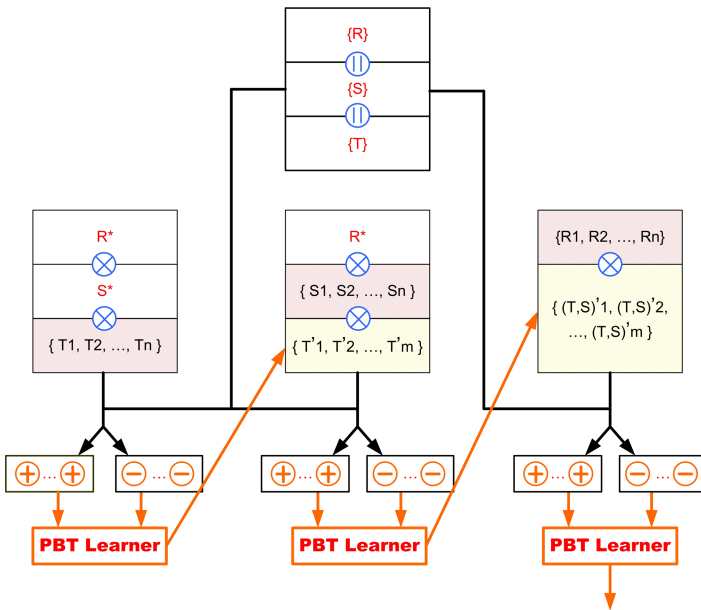 {R}
{S}
{T}
R*
S*
{ T1, T2, ..., Tn }
R*
{ S1, S2, ..., Sn }
{ T'1, T'2, ..., T'm }
{R1, R2, ..., Rn}
{ (T,S)'1, (T,S)'2,
..., (T,S)'m }
+ ... +
− ... −
+ ... +
− ... −
+ ... +
− ... −
PBT Learner
PBT Learner
PBT Learner